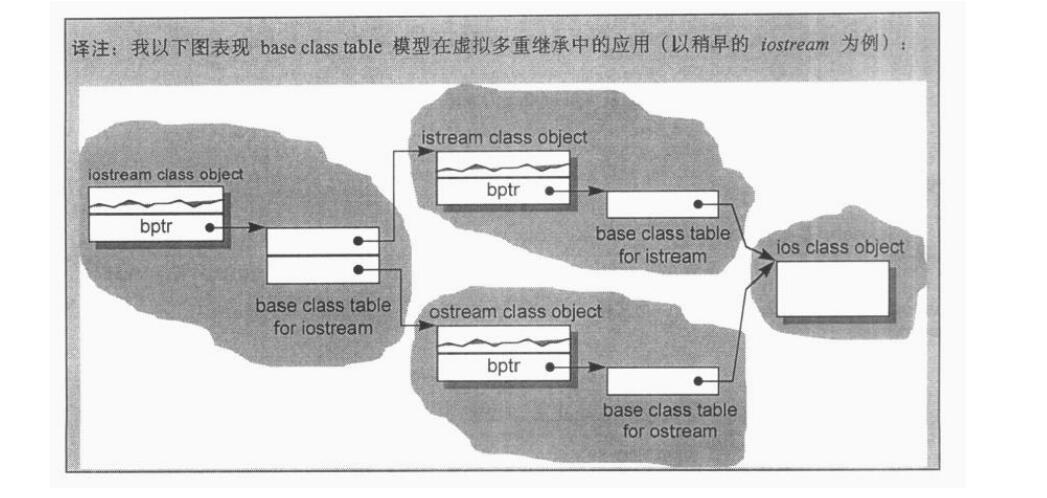 译注：我以下图表现 base class table 模型在虚拟多重继承中的应用（以稍早的 iostream 为例）：
istream class object
bptr
base class table
for istream
iostream class object
bptr
base class table
for iostream
ios class object
ostream class object
bptr
base class table
for ostream